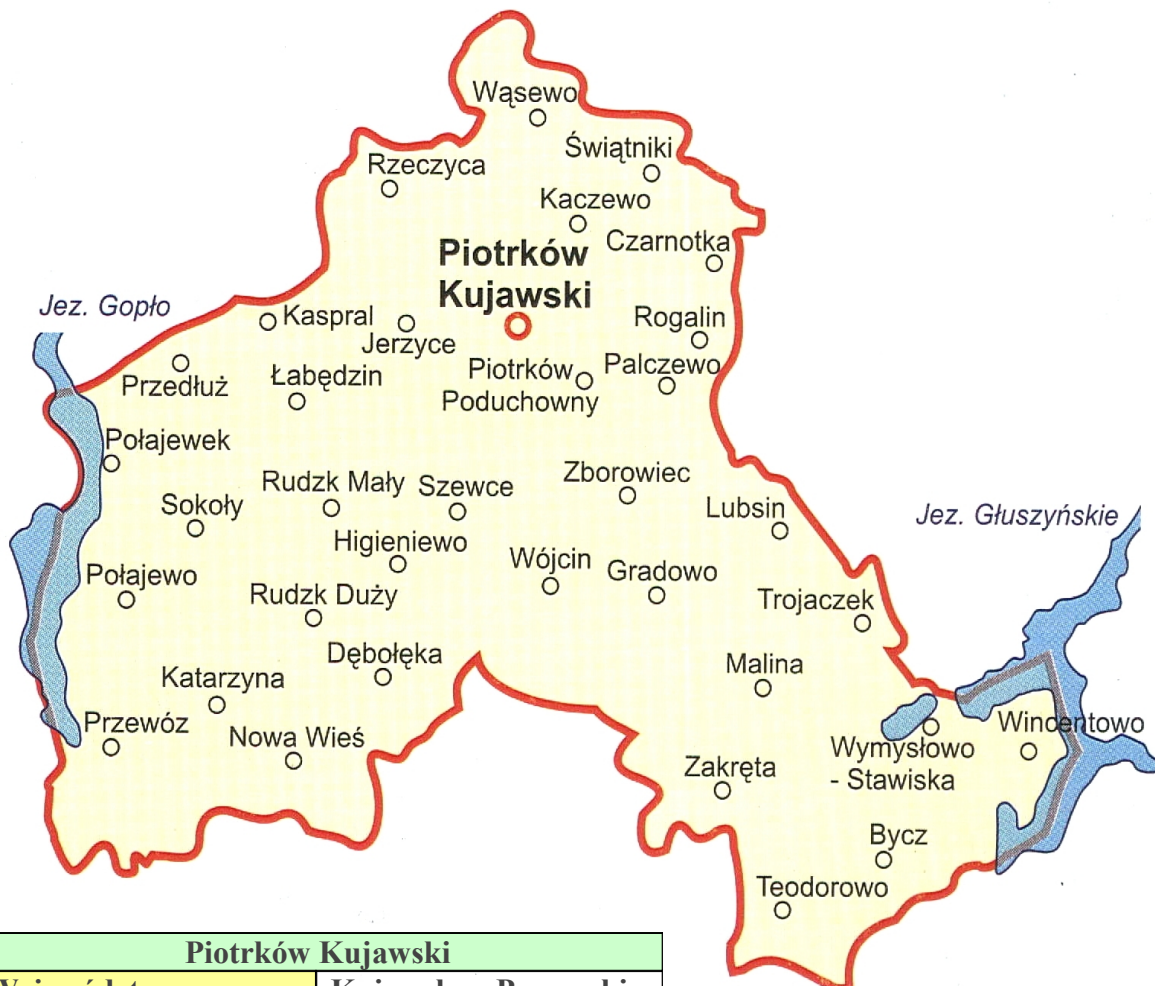 Wąsewo
Świątniki
Rzeczyca
Kaczewo
Czarnotka
Piotrków
Kujawski
Jez. Gopło
Kaspral
Jerzyce
Rogalin
Przedłuż
Łabędzin
Piotrków
Poduchowny
Palczewo
Połajewek
Zborowiec
Rudzk Mały
Szewce
Sokoły
Lubsin
Jez. Głuszyńskie
Higieniewo
Wójcin
Gradowo
Połajewo
Rudzk Duży
Trojaczek
Dębołęka
Malina
Katarzyna
Przewóz
Nowa Wieś
Wincentowo
Wymysłowo
- Stawiska
Zakręta
Bycz
Teodorowo
Piotrków Kujawski